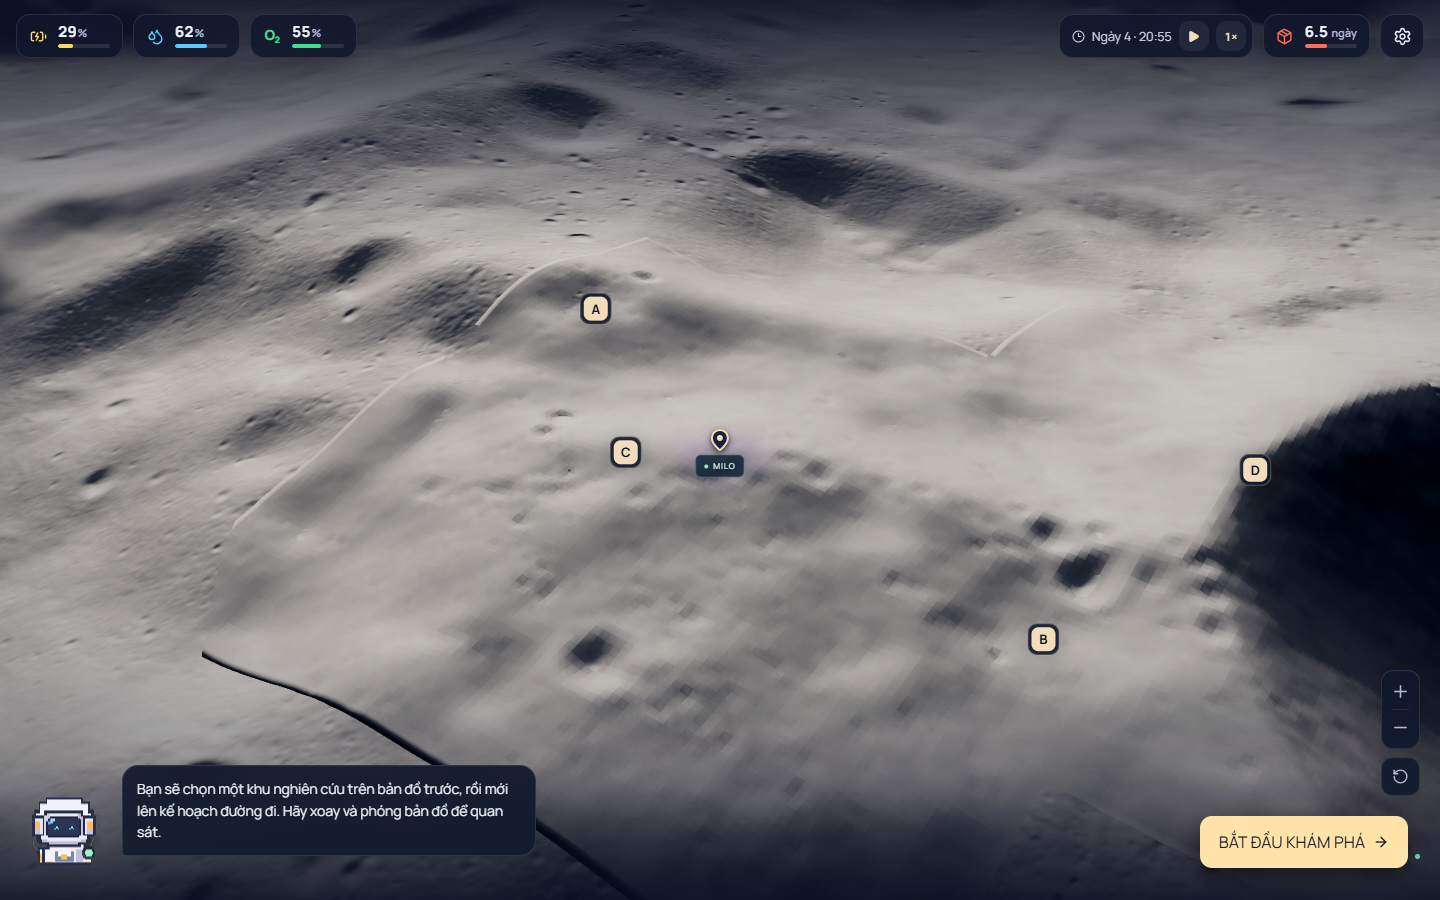 29%
62%
O₂ 55%
Ngày 4 · 20:55
1×
6.5 ngày
A
C
MILO
D
B
Bạn sẽ chọn một khu nghiên cứu trên bản đồ trước, rồi mới
lên kế hoạch đường đi. Hãy xoay và phóng bản đồ để quan
sát.
BẮT ĐẦU KHÁM PHÁ →